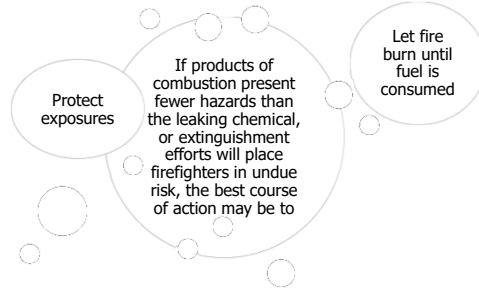 If products of
combustion present
fewer hazards than
the leaking chemical,
or extinguishment
efforts will place
firefighters in undue
risk, the best course
of action may be to
Protect
exposures
Let fire
burn until
fuel is
consumed